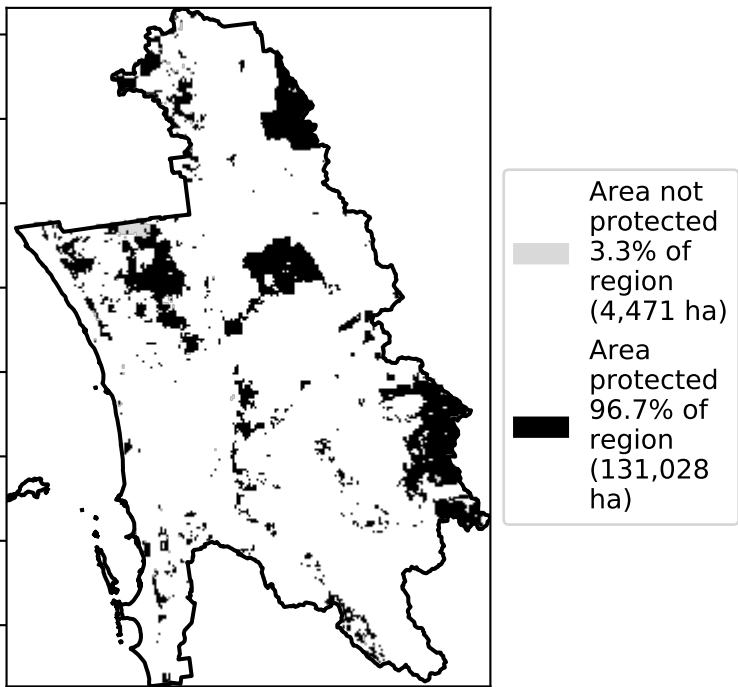 Area not
protected
3.3% of
region
(4,471 ha)
Area
protected
96.7% of
region
(131,028
ha)